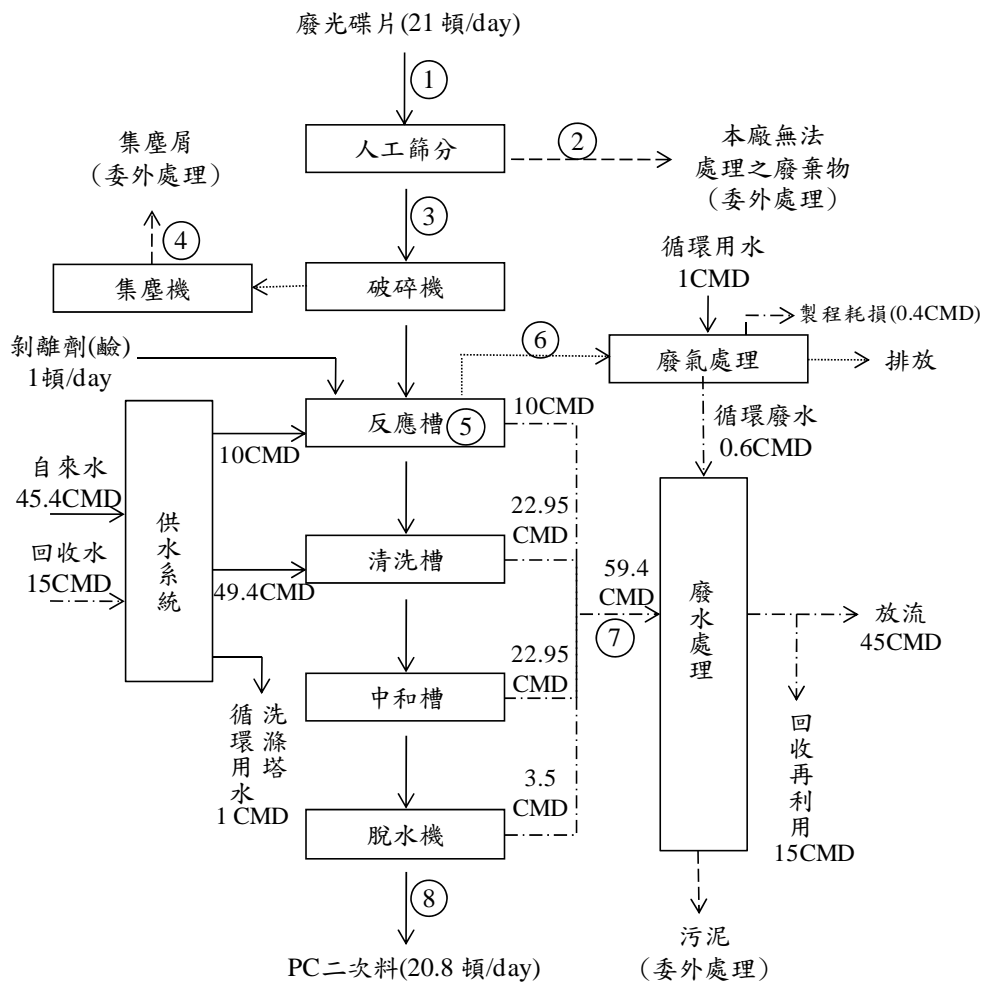 廢光碟片(21 頓/day)
①
人工篩分
②
本廠無法
處理之廢棄物
(委外處理)
集塵屑
(委外處理)
③
④
集塵機
破碎機
循環用水
1CMD
製程耗損(0.4CMD)
剝離劑(鹼)
1頓/day
⑥
廢氣處理
排放
反應槽
⑤
10CMD
循環廢水
0.6CMD
10CMD
自來水
45.4CMD
供水系統
回收水
15CMD
49.4CMD
清洗槽
22.95
CMD
59.4
CMD
⑦
廢水處理
放流
45CMD
中和槽
22.95
CMD
洗滌塔
循環用水
1 CMD
回收再利用
15CMD
3.5
CMD
脫水機
⑧
PC二次料(20.8 頓/day)
污泥
(委外處理)